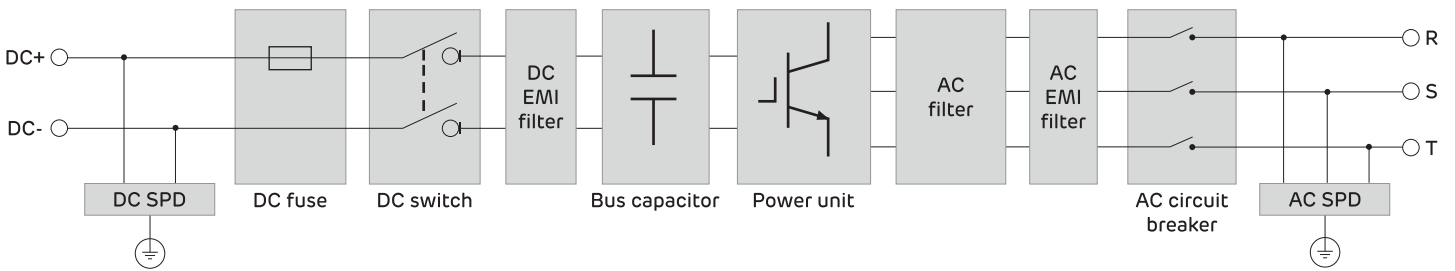 DC+
DC-
DC SPD
DC fuse
DC switch
DC
EMI
filter
Bus capacitor
Power unit
AC
filter
AC
EMI
filter
AC circuit
breaker
AC SPD
R
S
T